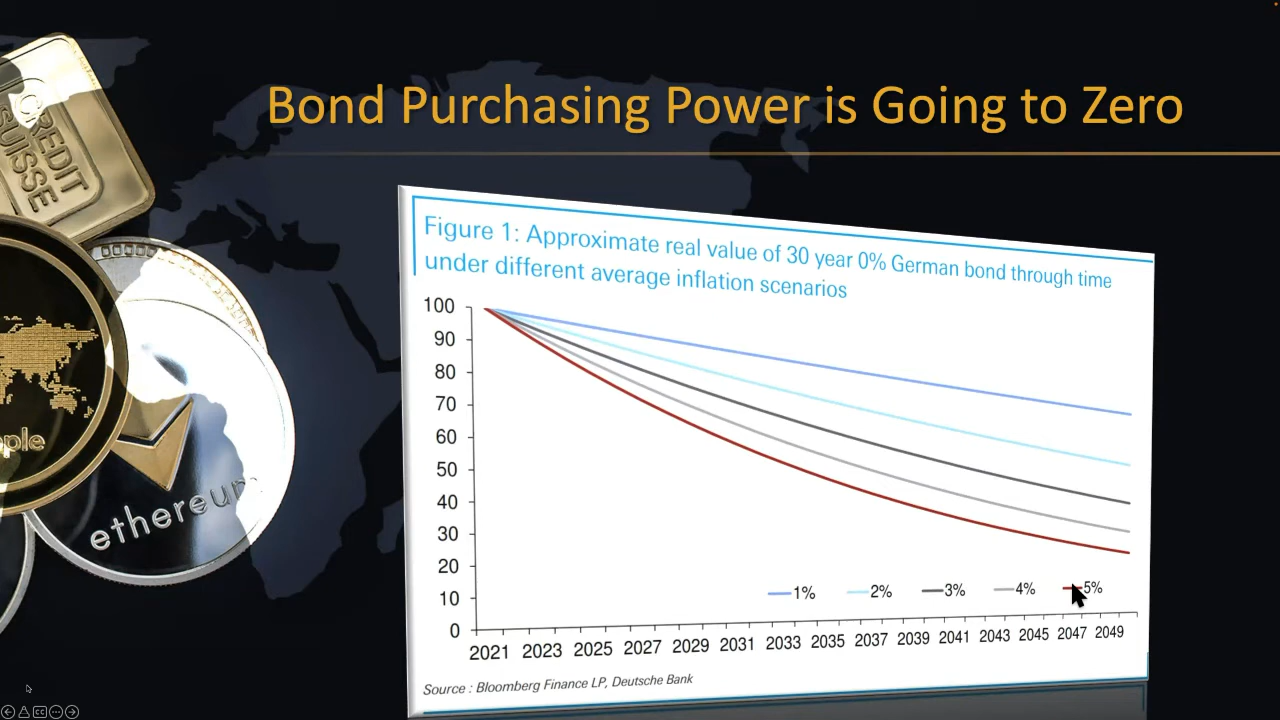 Bond Purchasing Power is Going to Zero
CREDIT
SUISSE
ple
ethereum
Figure 1: Approximate real value of 30 year 0% German bond through time
under different average inflation scenarios
100
90
80
70
60
50
40
30
20
10
0
1% 2% 3% 4% 5%
2021 2023 2025 2027 2029 2031 2033 2035 2037 2039 2041 2043 2045 2047 2049
Source : Bloomberg Finance LP, Deutsche Bank